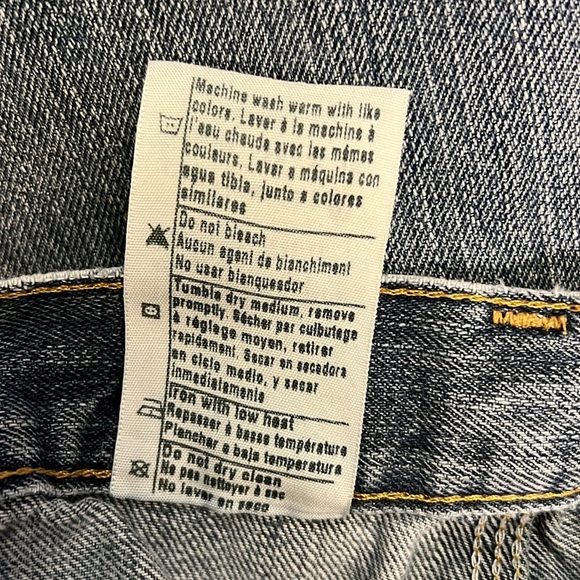 Machine wash warm with like
colors. Laver à la machine à
l'eau chaude avec les mêmes
couleurs. Lavar a máquina con
agua tibia, junto a colores
similares
Do not bleach
Aucun agent de blanchiment
No usar blanqueador
Tumble dry medium, remove
promptly. Sécher par culbutage
à réglage moyen, retirer
rapidement. Secar en secadora
en ciclo medio, y sacar
inmediatamente
Iron with low heat
Repasser à basse température
Planchar a baja temperatura
Do not dry clean
Ne pas nettoyer à sec
No lavar en seco